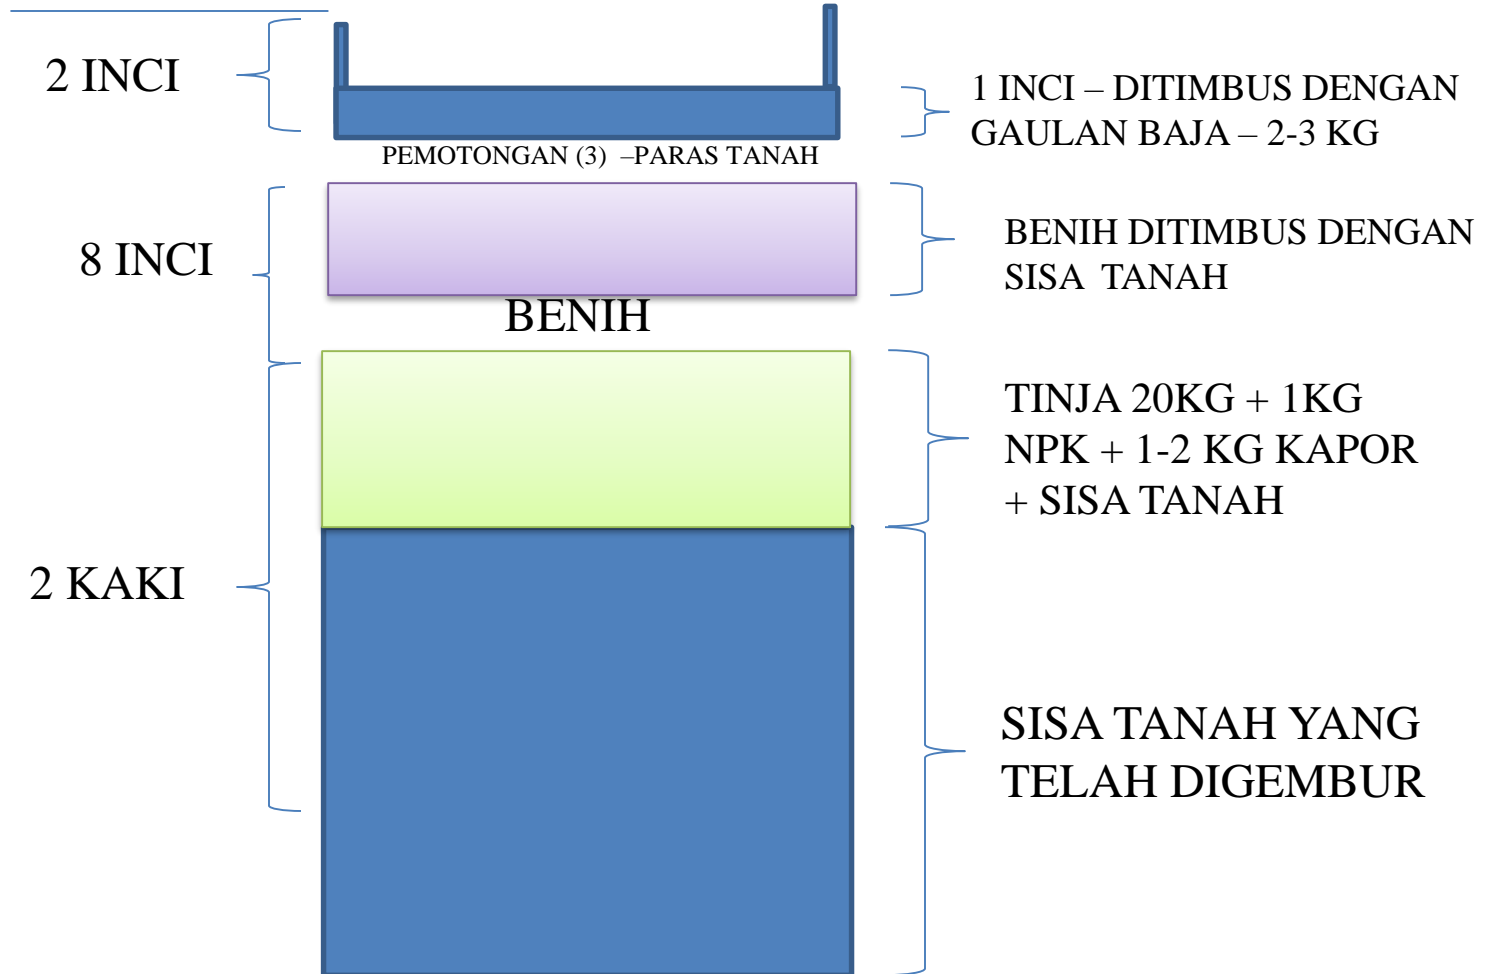 2 INCI
1 INCI – DITIMBUS DENGAN
GAULAN BAJA – 2-3 KG
PEMOTONGAN (3) –PARAS TANAH
8 INCI
BENIH DITIMBUS DENGAN
SISA TANAH
BENIH
TINJA 20KG + 1KG
NPK + 1-2 KG KAPOR
+ SISA TANAH
2 KAKI
SISA TANAH YANG
TELAH DIGEMBUR